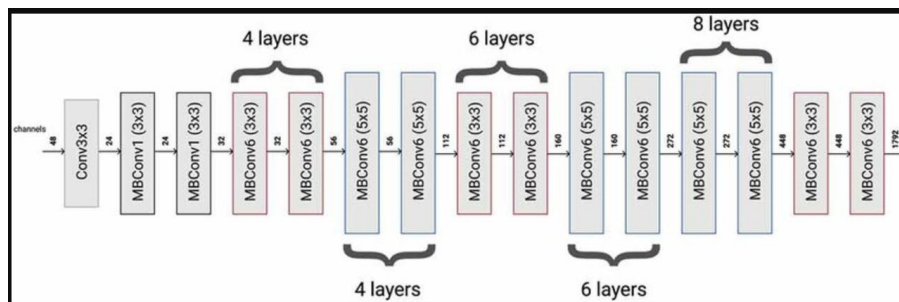 4 layers
6 layers
8 layers
channels
48
Conv3x3
24
MBConv1 (3x3)
24
MBConv1 (3x3)
32
MBConv6 (3x3)
32
MBConv6 (3x3)
56
MBConv6 (5x5)
56
MBConv6 (5x5)
112
MBConv6 (3x3)
112
MBConv6 (3x3)
160
MBConv6 (5x5)
160
MBConv6 (5x5)
272
MBConv6 (5x5)
272
MBConv6 (5x5)
448
MBConv6 (3x3)
448
MBConv6 (3x3)
1792
4 layers
6 layers